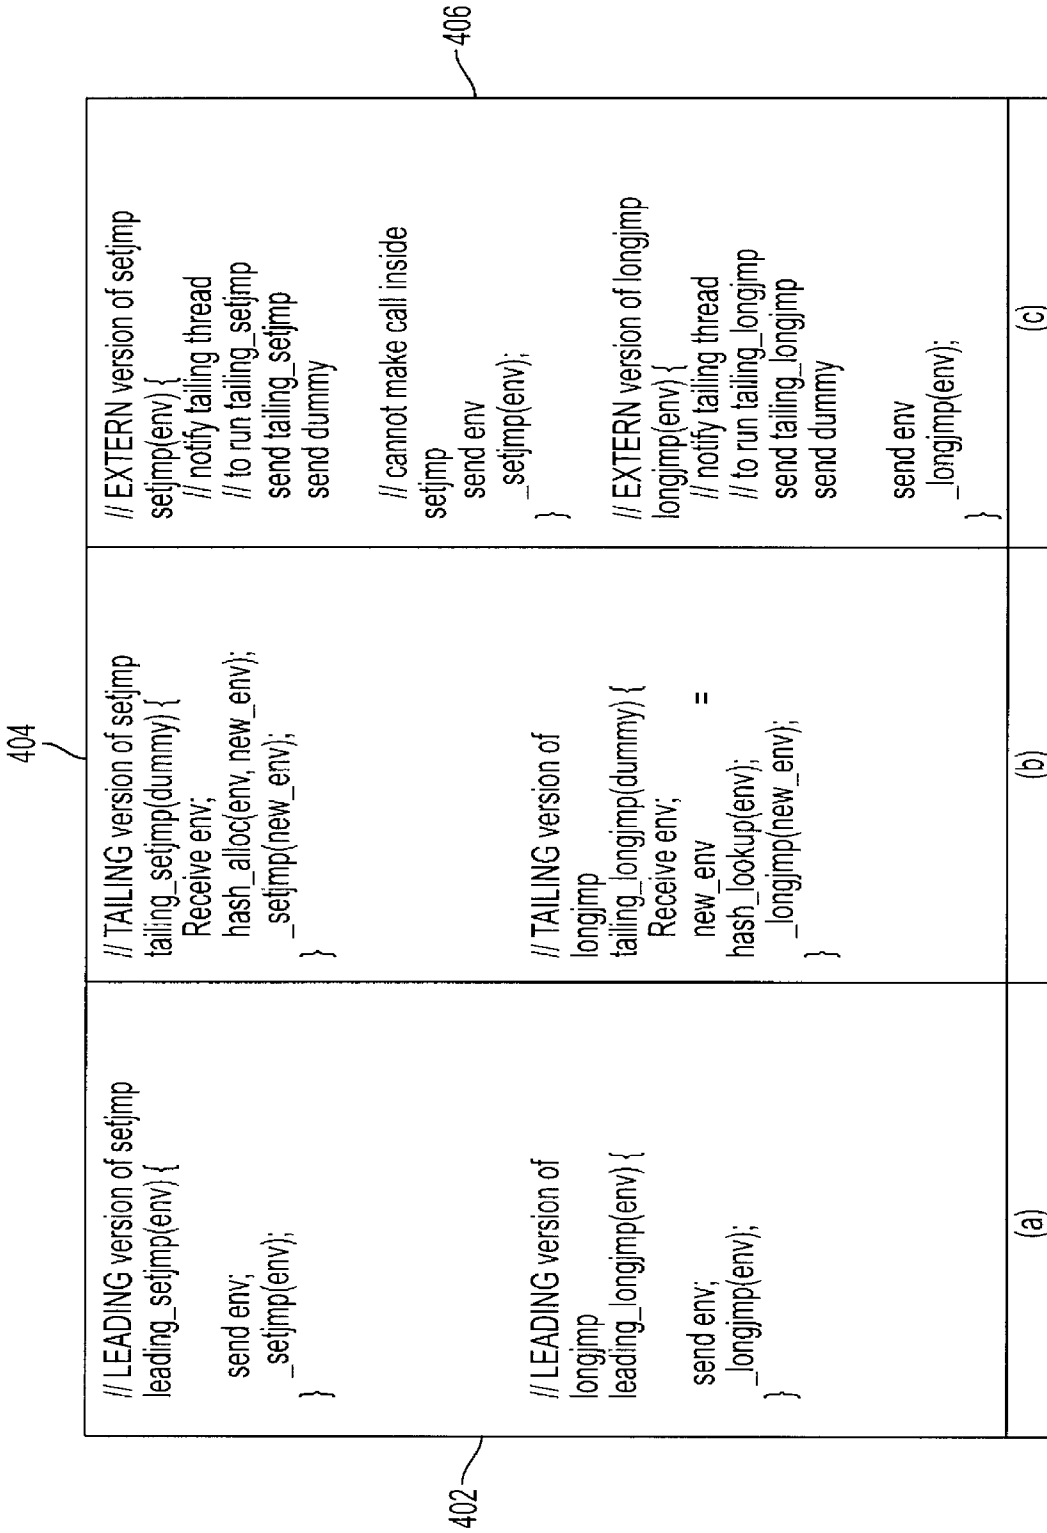 402
// LEADING version of setjmp
leading_setjmp(env) {
send env;
_setjmp(env);
}
// LEADING version of
longjmp
leading_longjmp(env) {
send env;
_longjmp(env);
}
(a)
404
// TAILING version of setjmp
tailing_setjmp(dummy) {
Receive env;
hash_alloc(env, new_env);
_setjmp(new_env);
}
// TAILING version of
longjmp
tailing_longjmp(dummy) {
Receive env;
new_env =
hash_lookup(env);
_longjmp(new_env);
}
(b)
406
// EXTERN version of setjmp
setjmp(env) {
// notify tailing thread
// to run tailing_setjmp
send tailing_setjmp
send dummy
// cannot make call inside
setjmp
send env
_setjmp(env);
}
// EXTERN version of longjmp
longjmp(env) {
// notify tailing thread
// to run tailing_longjmp
send tailing_longjmp
send dummy
send env
_longjmp(env);
}
(c)